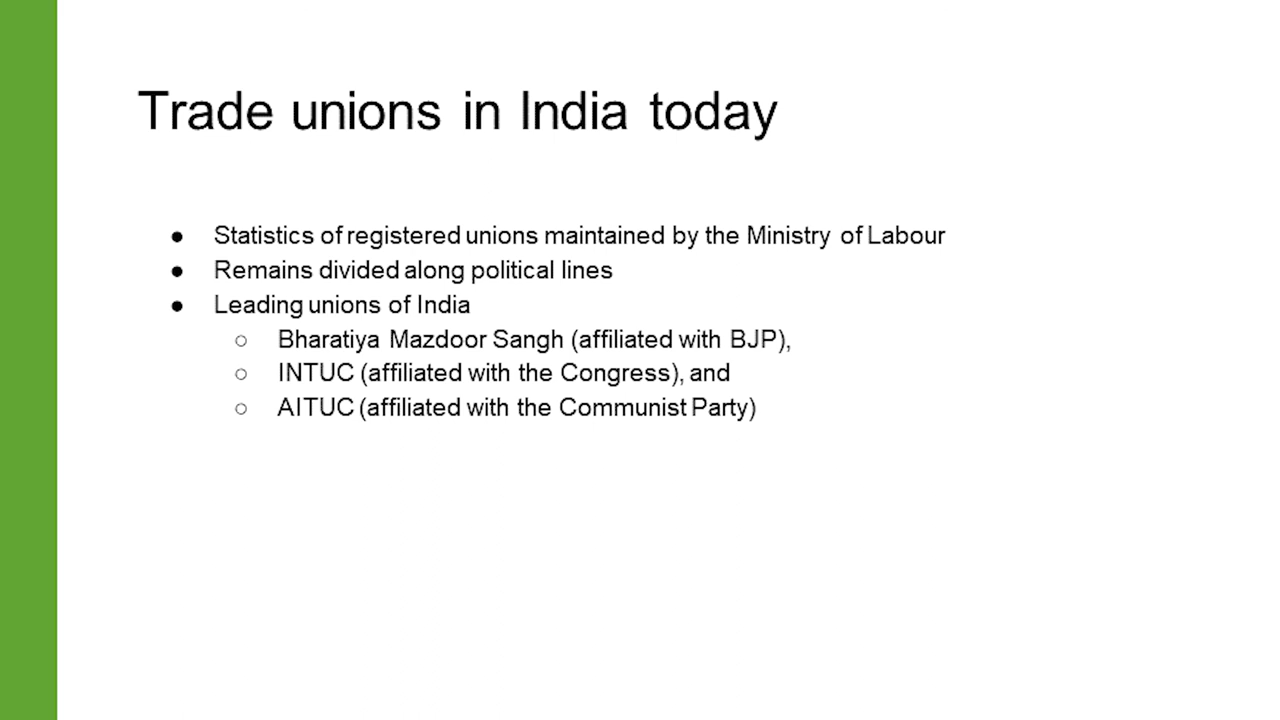 Trade unions in India today
● Statistics of registered unions maintained by the Ministry of Labour
● Remains divided along political lines
● Leading unions of India
○ Bharatiya Mazdoor Sangh (affiliated with BJP),
○ INTUC (affiliated with the Congress), and
○ AITUC (affiliated with the Communist Party)